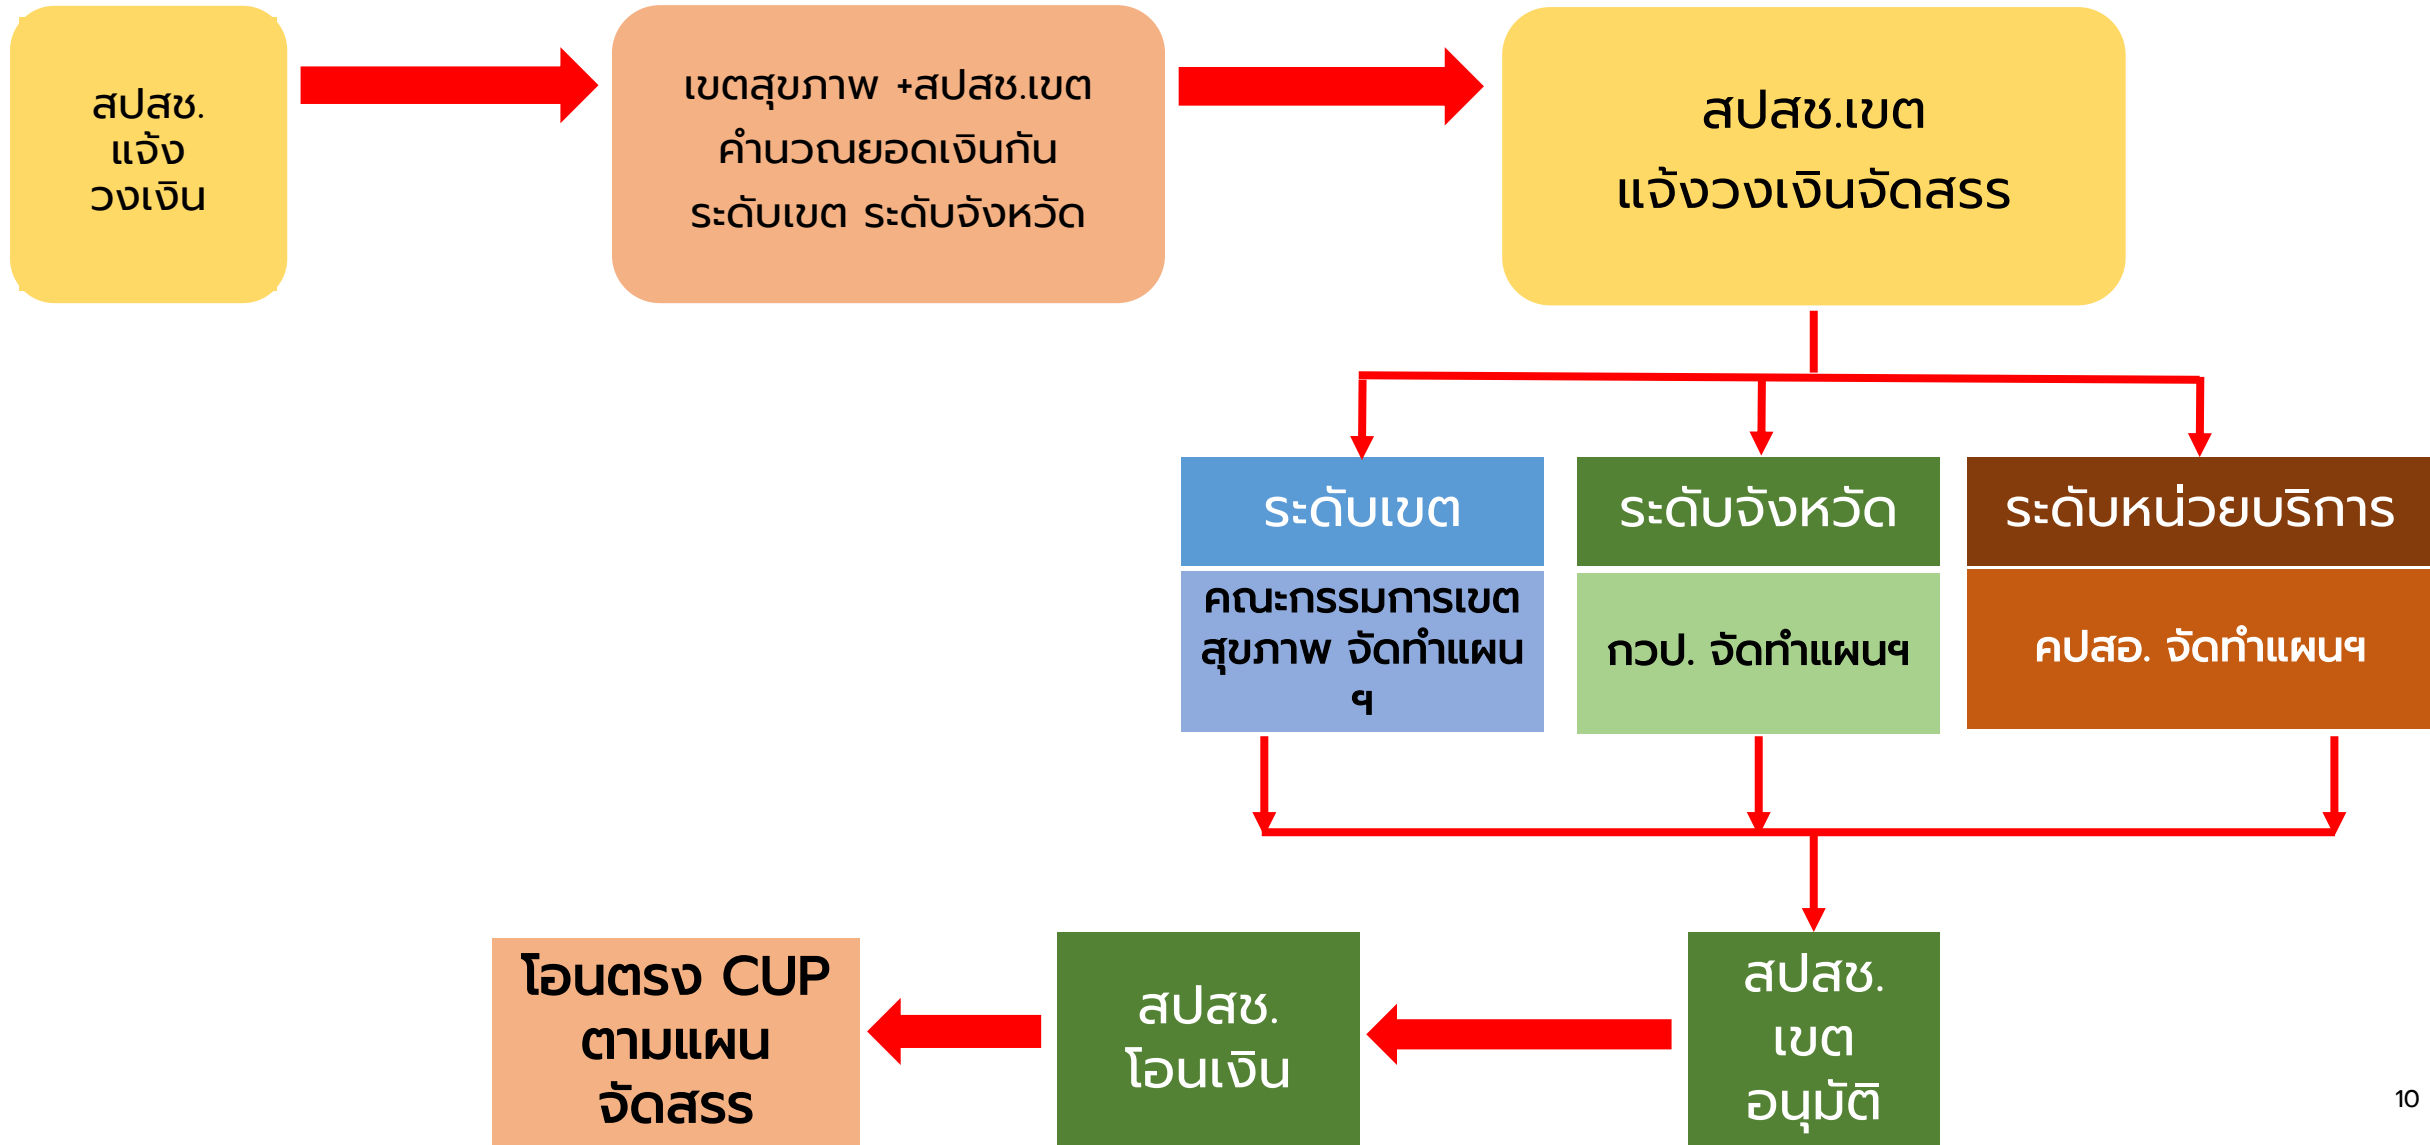 สปสช.
แจ้ง
วงเงิน
เขตสุขภาพ +สปสช.เขต
คำนวณยอดเงินกัน
ระดับเขต ระดับจังหวัด
สปสช.เขต
แจ้งวงเงินจัดสรร
ระดับเขต
ระดับจังหวัด
ระดับหน่วยบริการ
คณะกรรมการเขต
สุขภาพ จัดทำแผน
ฯ
กวป. จัดทำแผนฯ
คปสอ. จัดทำแผนฯ
โอนตรง CUP
ตามแผน
จัดสรร
สปสช.
โอนเงิน
สปสช.
เขต
อนุมัติ
10